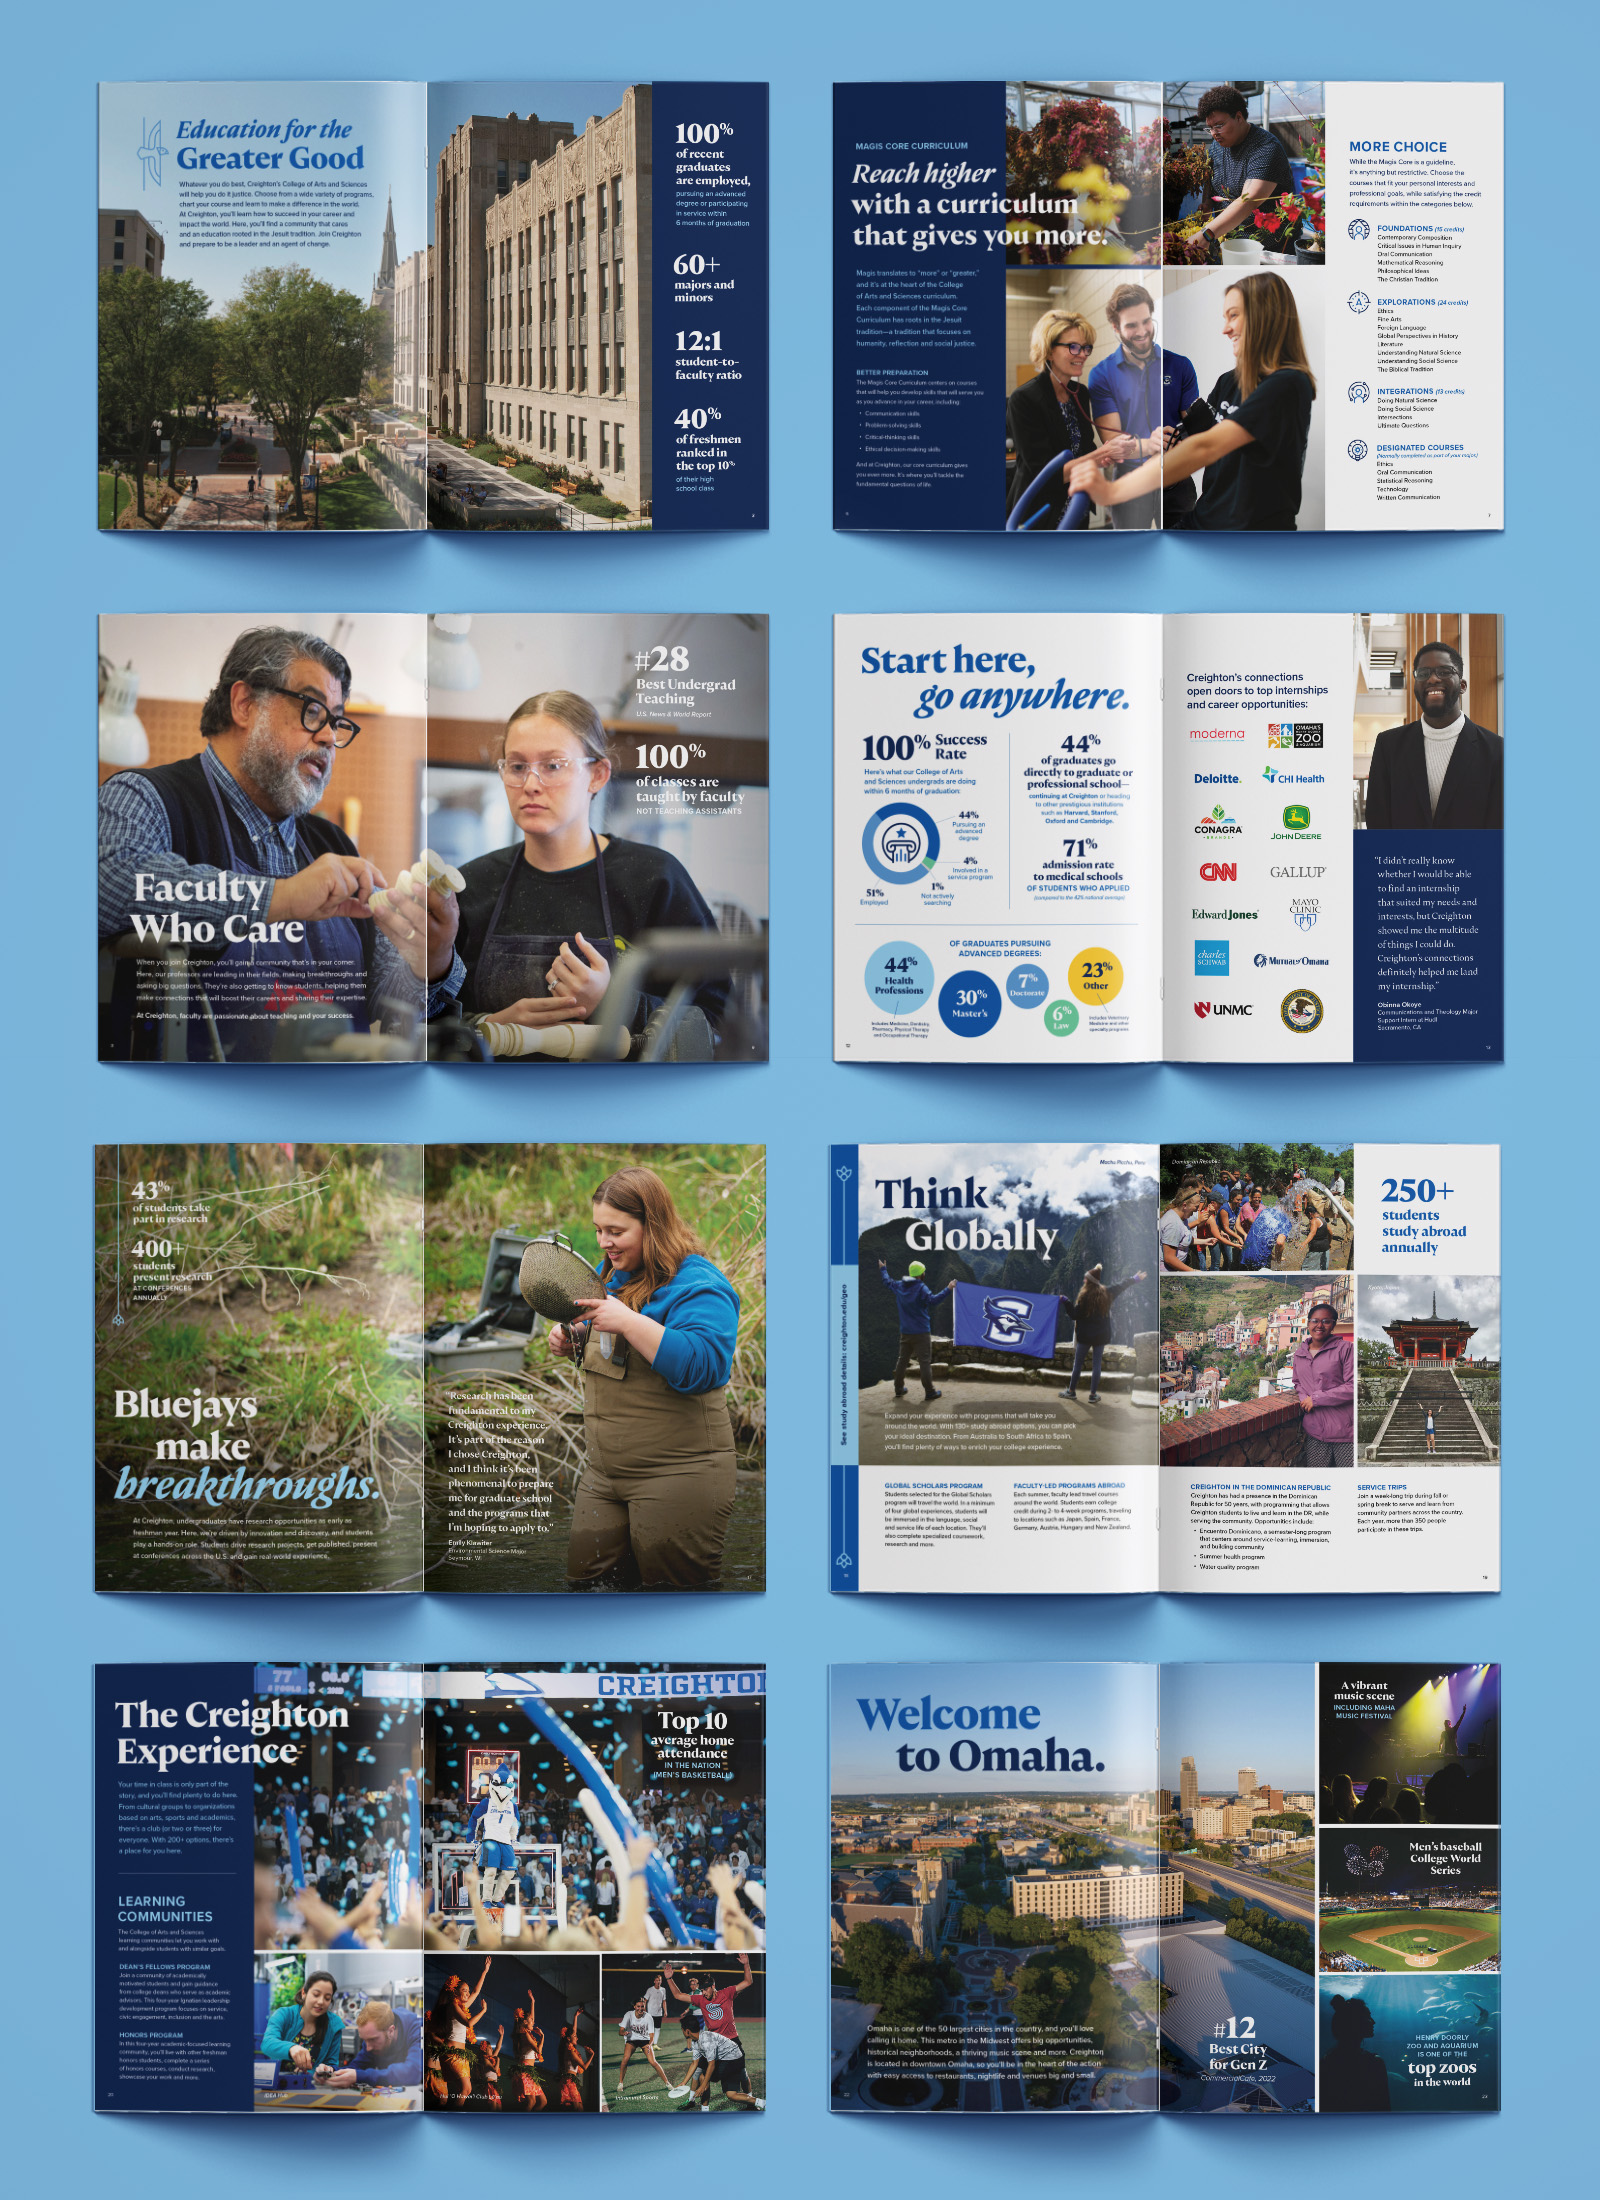 Education for the
Greater Good
Whatever you do best, Creighton's College of Arts and Sciences
will help you do it justice. Choose from a wide variety of programs,
chart your course and learn to make a difference in the world.
At Creighton, you'll learn how to succeed in your career and
impact the world. Here, you'll find a community that cares
and an education rooted in the Jesuit tradition. Join Creighton
and prepare to be a leader and an agent of change.
100%
of recent
graduates
are employed,
pursuing an advanced
degree or participating
in service within
6 months of graduation
60+
majors and
minors
12:1
student-to-
faculty ratio
40%
of freshmen
ranked in
the top 10%
of their high
school class
MAGIS CORE CURRICULUM
Reach higher
with a curriculum
that gives you more.
Magis translates to "more" or "greater,"
and it's at the heart of the College
of Arts and Sciences curriculum.
Each component of the Magis Core
Curriculum has roots in the Jesuit
tradition—a tradition that focuses on
humanity, reflection and social justice.
BETTER PREPARATION
The Magis Core Curriculum centers on courses
that will help you develop skills that will serve you
as you advance in your career, including:
• Communication skills
• Problem-solving skills
• Critical-thinking skills
• Ethical decision-making skills
And at Creighton, our core curriculum gives
you even more. It's where you'll tackle the
fundamental questions of life.
MORE CHOICE
While the Magis Core is a guideline,
it's anything but restrictive. Choose the
courses that fit your personal interests and
professional goals, while satisfying the credit
requirements within the categories below.
FOUNDATIONS (15 credits)
Contemporary Composition
Critical Issues in Human Inquiry
Oral Communication
Mathematical Reasoning
Philosophical Ideas
The Christian Tradition
EXPLORATIONS (24 credits)
Ethics
Fine Arts
Foreign Language
Global Perspectives in History
Literature
Understanding Natural Science
Understanding Social Science
The Biblical Tradition
INTEGRATIONS (13 credits)
Doing Natural Science
Doing Social Science
Intersections
Ultimate Questions
DESIGNATED COURSES
(Normally completed as part of your major)
Ethics
Oral Communication
Statistical Reasoning
Technology
Written Communication
7
Faculty
Who Care
When you join Creighton, you'll gain a community that's in your corner.
Here, our professors are leading in their fields, making breakthroughs and
asking big questions. They're also getting to know students, helping them
make connections that will boost their careers and sharing their expertise.
At Creighton, faculty are passionate about teaching and your success.
#28
Best Undergrad
Teaching
U.S. News & World Report
100%
of classes are
taught by faculty
NOT TEACHING ASSISTANTS
Start here,
go anywhere.
100% Success
Rate
Here's what our College of Arts
and Sciences undergrads are doing
within 6 months of graduation:
44%
Pursuing an
advanced
degree
4%
Involved in a
service program
1%
Not actively
searching
51%
Employed
44%
of graduates go
directly to graduate or
professional school—
continuing at Creighton or heading
to other prestigious institutions
such as Harvard, Stanford,
Oxford and Cambridge.
71%
admission rate
to medical schools
OF STUDENTS WHO APPLIED
(compared to the 42% national average)
OF GRADUATES PURSUING
ADVANCED DEGREES:
44%
Health
Professions
Includes Medicine, Dentistry,
Pharmacy, Physical Therapy
and Occupational Therapy
30%
Master's
7%
Doctorate
6%
Law
23%
Other
Includes Veterinary
Medicine and other
specialty programs
12
Creighton's connections
open doors to top internships
and career opportunities:
moderna
OMAHA'S
ZOO
& AQUARIUM
Deloitte.
CHI Health
CONAGRA
BRANDS
JOHN DEERE
CNN
GALLUP
Edward Jones
MAYO
CLINIC
charles
SCHWAB
Mutual of Omaha
UNMC
"I didn't really know
whether I would be able
to find an internship
that suited my needs and
interests, but Creighton
showed me the multitude
of things I could do.
Creighton's connections
definitely helped me land
my internship."
Obinna Okoye
Communications and Theology Major
Support Intern at Hudl
Sacramento, CA
13
43%
of students take
part in research
400+
students
present research
AT CONFERENCES
ANNUALLY
Bluejays
make
breakthroughs.
At Creighton, undergraduates have research opportunities as early as
freshman year. Here, we're driven by innovation and discovery, and students
play a hands-on role. Students drive research projects, get published, present
at conferences across the U.S. and gain real-world experience.
"Research has been
fundamental to my
Creighton experience.
It's part of the reason
I chose Creighton,
and I think it's been
phenomenal to prepare
me for graduate school
and the programs that
I'm hoping to apply to."
Emily Klawiter
Environmental Science Major
Seymour, WI
See study abroad details: creighton.edu/geo
Machu Picchu, Peru
Think
Globally
Expand your experience with programs that will take you
around the world. With 130+ study abroad options, you can pick
your ideal destination. From Australia to South Africa to Spain,
you'll find plenty of ways to enrich your college experience.
GLOBAL SCHOLARS PROGRAM
Students selected for the Global Scholars
program will travel the world. In a minimum
of four global experiences, students will
be immersed in the language, social
and service life of each location. They'll
also complete specialized coursework,
research and more.
FACULTY-LED PROGRAMS ABROAD
Each summer, faculty lead travel courses
around the world. Students earn college
credit during 2- to 4-week programs, traveling
to locations such as Japan, Spain, France,
Germany, Austria, Hungary and New Zealand.
Dominican Republic
250+
students
study abroad
annually
Italy
Kyoto, Japan
CREIGHTON IN THE DOMINICAN REPUBLIC
Creighton has had a presence in the Dominican
Republic for 50 years, with programming that allows
Creighton students to live and learn in the DR, while
serving the community. Opportunities include:
• Encuentro Dominicano, a semester-long program
that centers around service-learning, immersion,
and building community
• Summer health program
• Water quality program
SERVICE TRIPS
Join a week-long trip during fall or
spring break to serve and learn from
community partners across the country.
Each year, more than 350 people
participate in these trips.
19
The Creighton
Experience
Your time in class is only part of the
story, and you'll find plenty to do here.
From cultural groups to organizations
based on arts, sports and academics,
there's a club (or two or three) for
everyone. With 200+ options, there's
a place for you here.
LEARNING
COMMUNITIES
The College of Arts and Sciences
learning communities let you work with
and alongside students with similar goals.
DEAN'S FELLOWS PROGRAM
Join a community of academically
motivated students and gain guidance
from college deans who serve as academic
advisors. This four-year Ignatian leadership
development program focuses on service,
civic engagement, inclusion and the arts.
HONORS PROGRAM
In this four-year academic-focused learning
community, you'll live with other freshman
honors students, complete a series
of honors courses, conduct research,
showcase your work and more.
77
CREIGHTO
Top 10
average home
attendance
IN THE NATION
(MEN'S BASKETBALL)
CREIGHTON
1
IDEA Hub
Intramural Sports
Welcome
to Omaha.
Omaha is one of the 50 largest cities in the country, and you'll love
calling it home. This metro in the Midwest offers big opportunities,
historical neighborhoods, a thriving music scene and more. Creighton
is located in downtown Omaha, so you'll be in the heart of the action
with easy access to restaurants, nightlife and venues big and small.
#12
Best City
for Gen Z
CommercialCafe, 2022
A vibrant
music scene
INCLUDING MAHA
MUSIC FESTIVAL
Men's baseball
College World
Series
HENRY DOORLY
ZOO AND AQUARIUM
IS ONE OF THE
top zoos
in the world